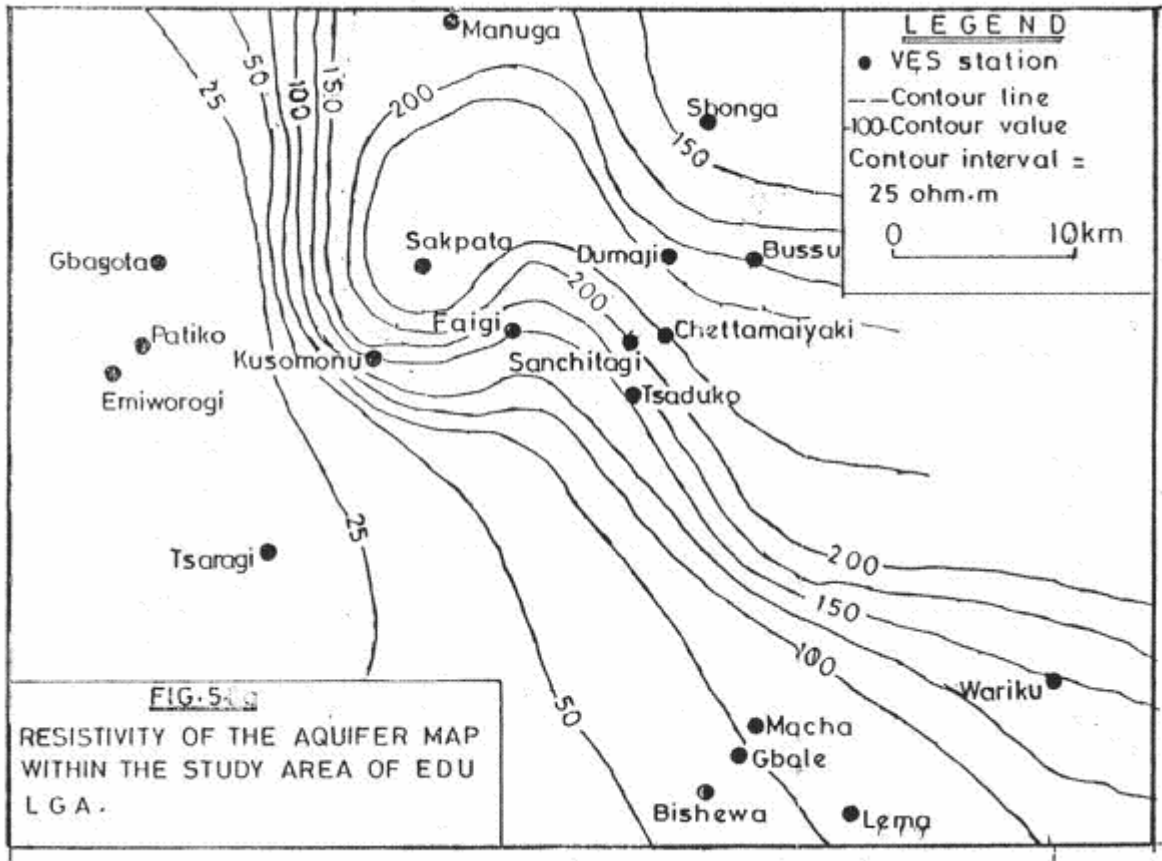 Manuga
LEGEND
VES station
Contour line
100 Contour value
Contour interval =
25 ohm.m
0 10km
25
50
100
150
200
Shonga
150
Gbagota
Sakpata
Dumaji
Bussu
Patiko
Kusomonu
Faigi
200
Chettamaiyaki
Sanchitagi
Emiworogi
Tsaduko
Tsaragi
25
200
150
100
Wariku
50
Macha
Gbale
Bishewa
Lema
RESISTIVITY OF THE AQUIFER MAP
WITHIN THE STUDY AREA OF EDU
LGA.